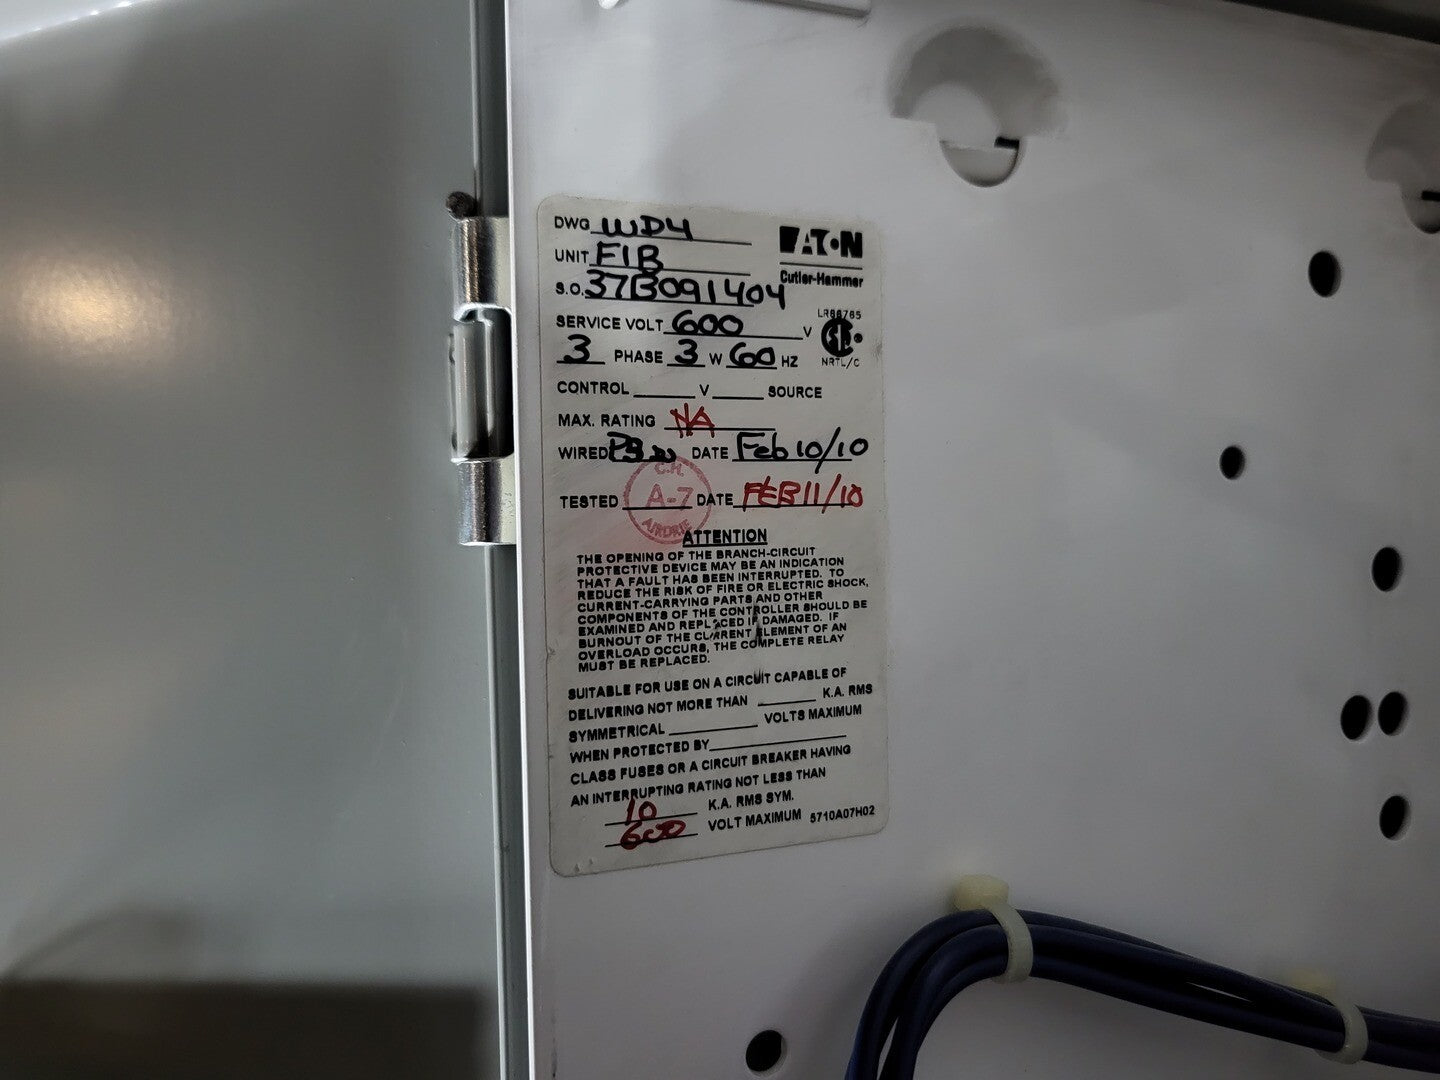 DWG WD4
EATON
UNIT F1B
Cutler-Hammer
S.O. 37B091404
LR68765
SERVICE VOLT 600 V
3 PHASE 3 W 60 HZ
NRTL/C
CONTROL ____ V ____ SOURCE
MAX. RATING NA
WIRED DATE Feb 10/10
C.H.
TESTED A-7 DATE FEB 11/10
AIRDRIE
ATTENTION
THE OPENING OF THE BRANCH-CIRCUIT
PROTECTIVE DEVICE MAY BE AN INDICATION
THAT A FAULT HAS BEEN INTERRUPTED. TO
REDUCE THE RISK OF FIRE OR ELECTRIC SHOCK,
CURRENT-CARRYING PARTS AND OTHER
COMPONENTS OF THE CONTROLLER SHOULD BE
EXAMINED AND REPLACED IF DAMAGED. IF
BURNOUT OF THE CURRENT ELEMENT OF AN
OVERLOAD OCCURS, THE COMPLETE RELAY
MUST BE REPLACED.
SUITABLE FOR USE ON A CIRCUIT CAPABLE OF
DELIVERING NOT MORE THAN ____ K.A. RMS
SYMMETRICAL ____ VOLTS MAXIMUM
WHEN PROTECTED BY ____
CLASS FUSES OR A CIRCUIT BREAKER HAVING
AN INTERRUPTING RATING NOT LESS THAN
10 K.A. RMS SYM.
600 VOLT MAXIMUM 5710A07H02